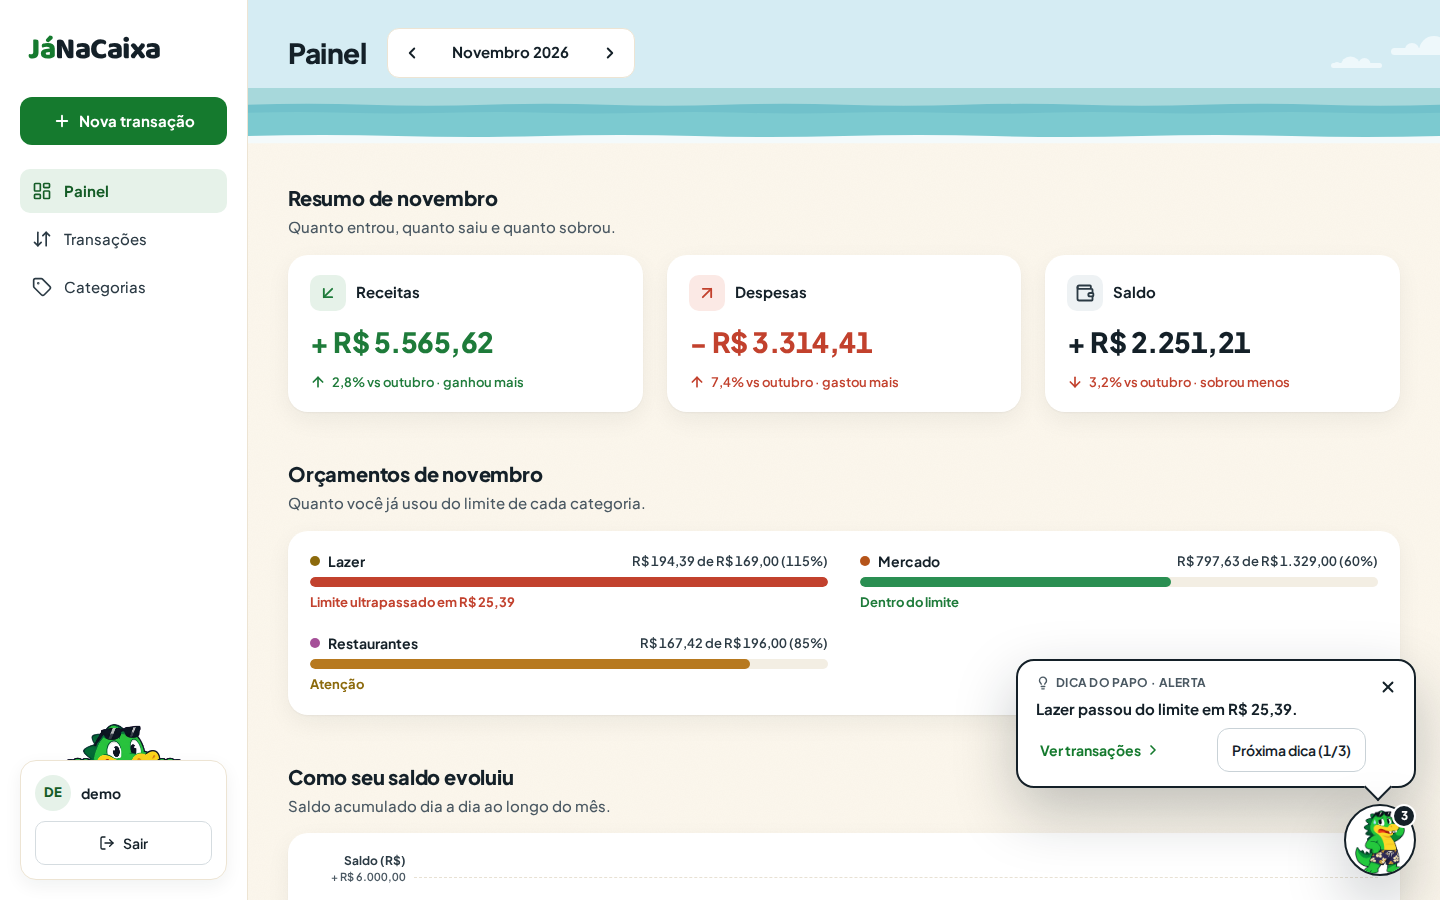 JáNaCaixa
Nova transação
Painel
Transações
Categorias
DE
demo
Sair
Painel
Novembro 2026
Resumo de novembro
Quanto entrou, quanto saiu e quanto sobrou.
Receitas
+ R$ 5.565,62
2,8% vs outubro · ganhou mais
Despesas
− R$ 3.314,41
7,4% vs outubro · gastou mais
Saldo
+ R$ 2.251,21
3,2% vs outubro · sobrou menos
Orçamentos de novembro
Quanto você já usou do limite de cada categoria.
Lazer
R$ 194,39 de R$ 169,00 (115%)
Limite ultrapassado em R$ 25,39
Mercado
R$ 797,63 de R$ 1.329,00 (60%)
Dentro do limite
Restaurantes
R$ 167,42 de R$ 196,00 (85%)
Atenção
DICA DO PAPO · ALERTA
Lazer passou do limite em R$ 25,39.
Ver transações
Próxima dica (1/3)
3
Como seu saldo evoluiu
Saldo acumulado dia a dia ao longo do mês.
Saldo (R$)
+ R$ 6.000,00